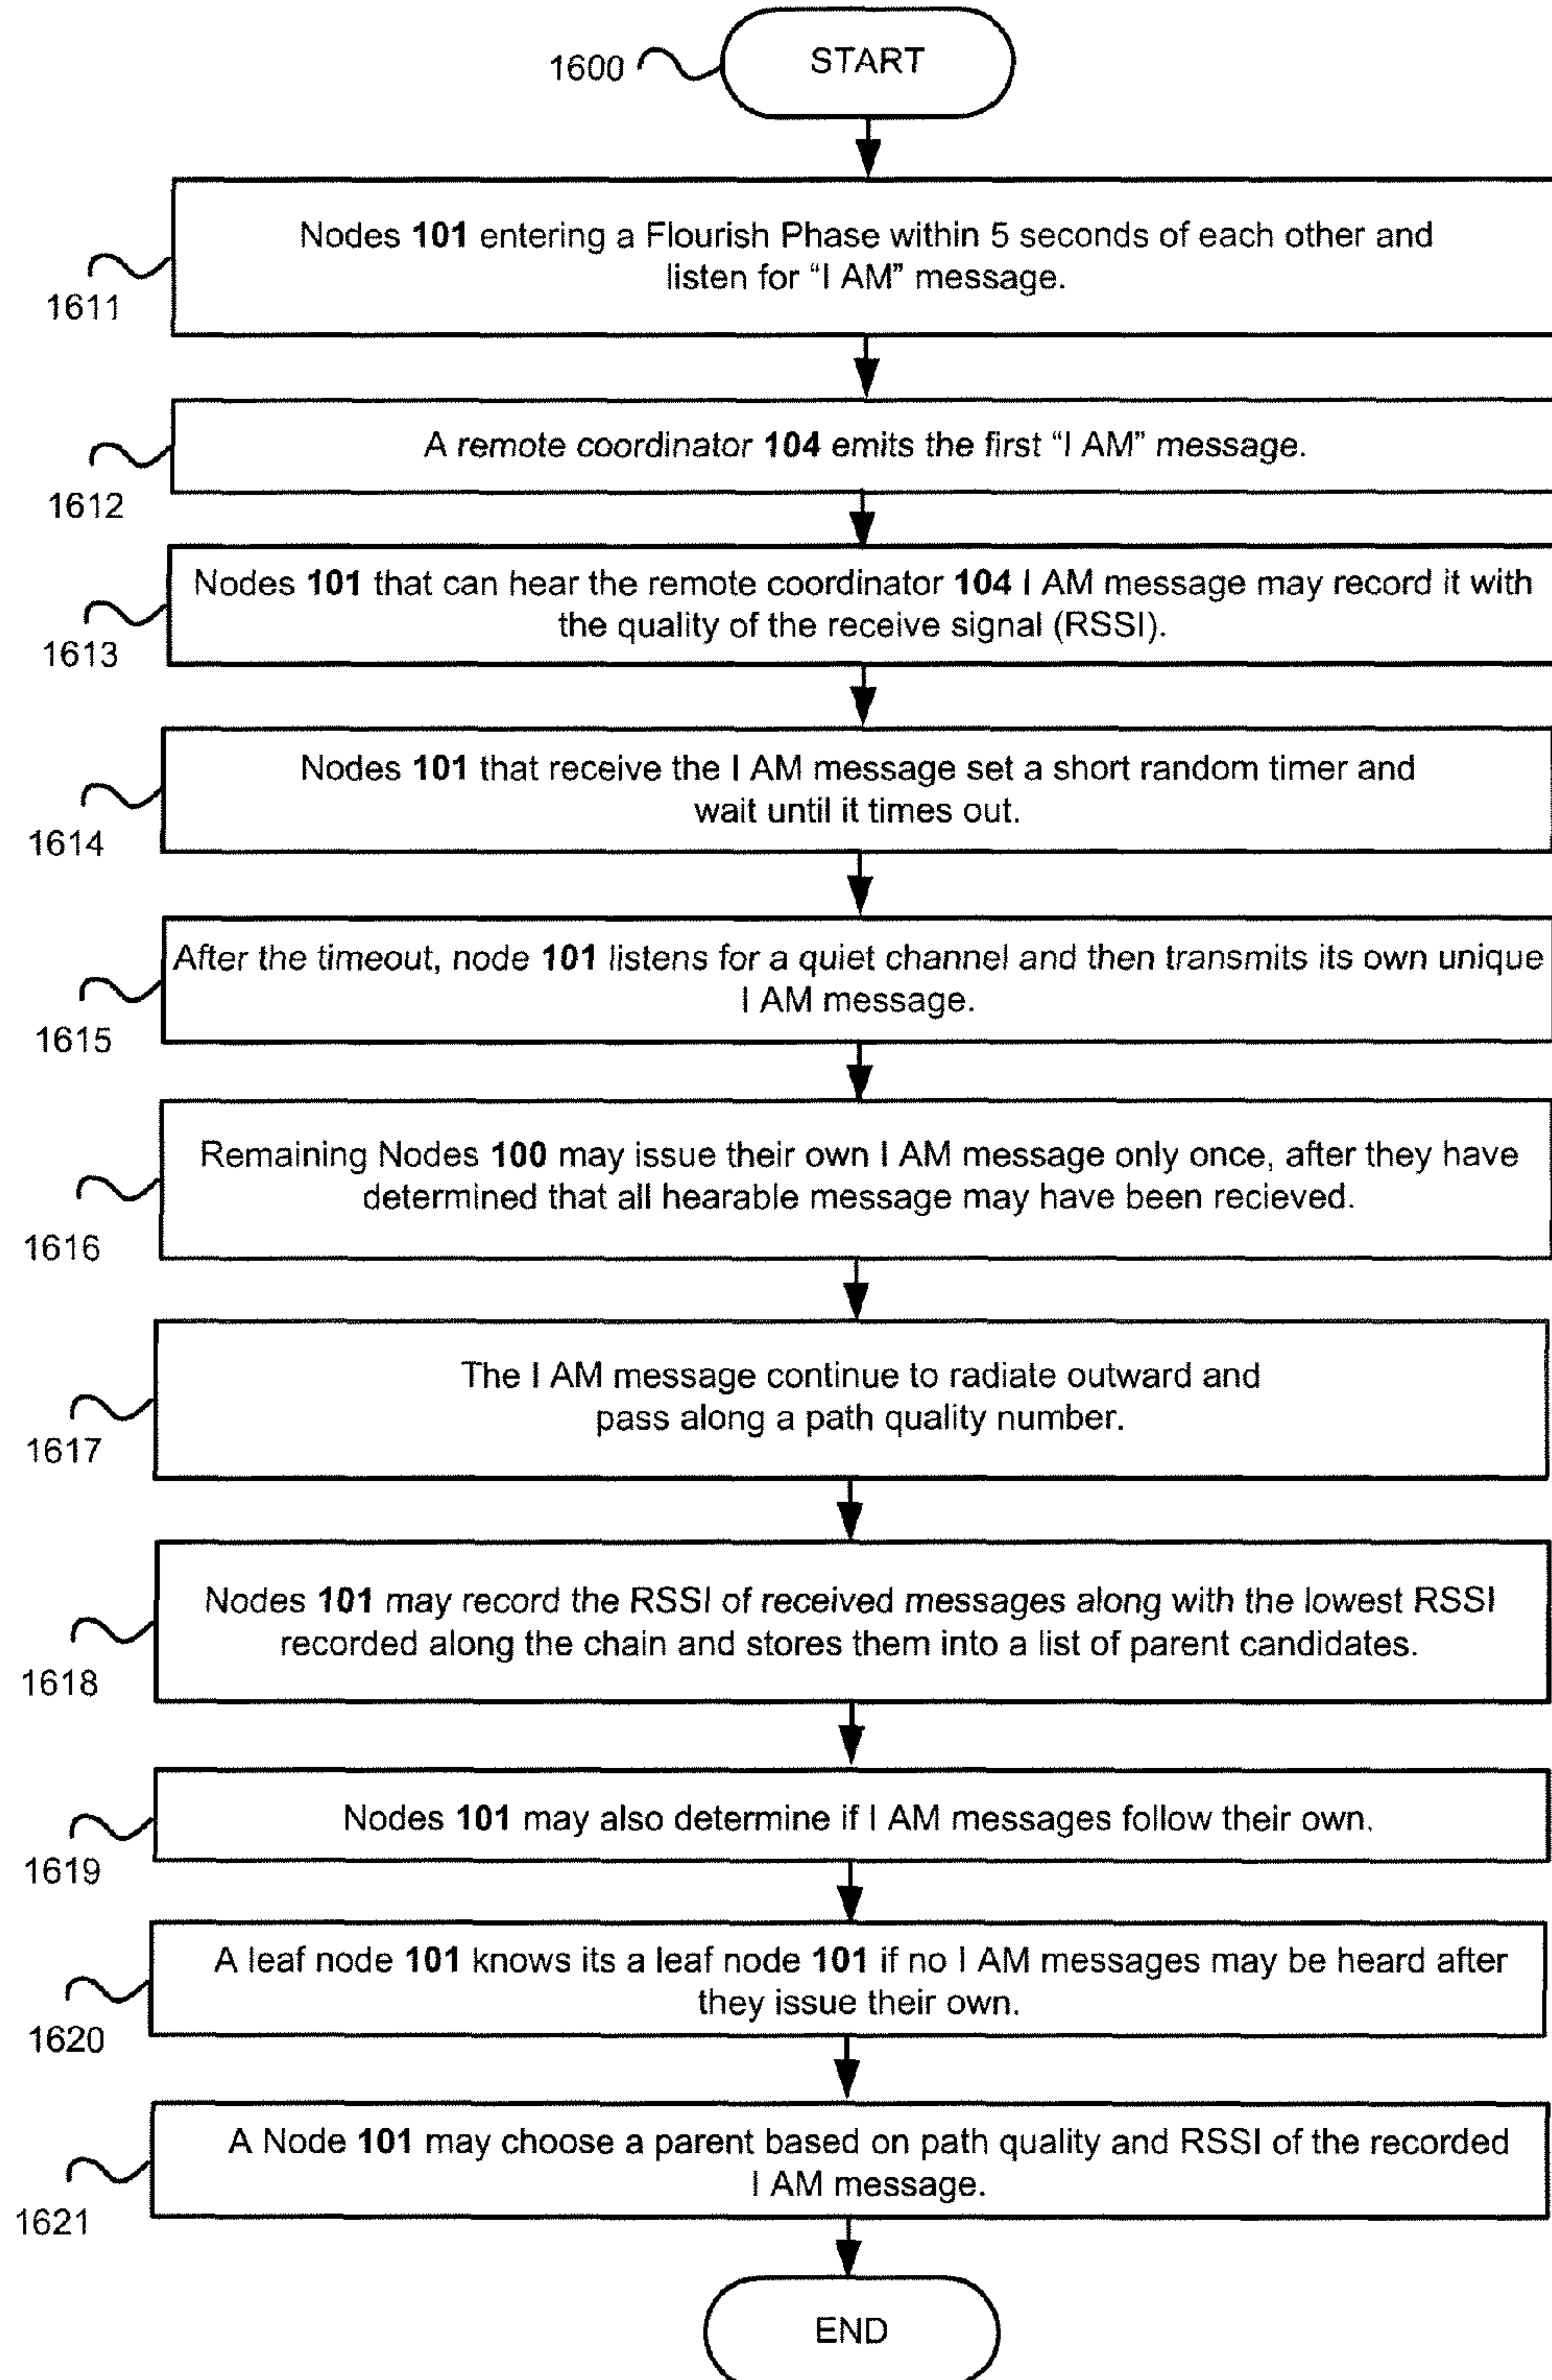 1600
START
Nodes 101 entering a Flourish Phase within 5 seconds of each other and
listen for “I AM” message.
1611
A remote coordinator 104 emits the first “I AM” message.
1612
Nodes 101 that can hear the remote coordinator 104 I AM message may record it with
the quality of the receive signal (RSSI).
1613
Nodes 101 that receive the I AM message set a short random timer and
wait until it times out.
1614
After the timeout, node 101 listens for a quiet channel and then transmits its own unique
I AM message.
1615
Remaining Nodes 100 may issue their own I AM message only once, after they have
determined that all hearable message may have been recieved.
1616
The I AM message continue to radiate outward and
pass along a path quality number.
1617
Nodes 101 may record the RSSI of received messages along with the lowest RSSI
recorded along the chain and stores them into a list of parent candidates.
1618
Nodes 101 may also determine if I AM messages follow their own.
1619
A leaf node 101 knows its a leaf node 101 if no I AM messages may be heard after
they issue their own.
1620
A Node 101 may choose a parent based on path quality and RSSI of the recorded
I AM message.
1621
END